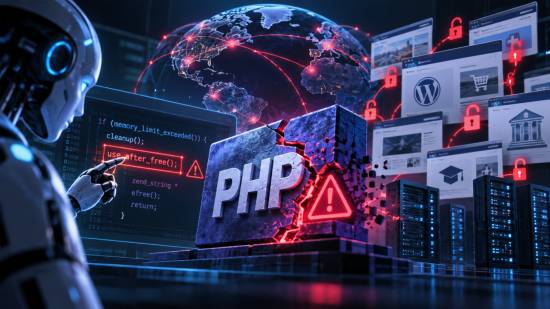 if (memory_limit_exceeded()) {
cleanup();
use_after_free();
zend_string *
efree();
return;
}
PHP
W